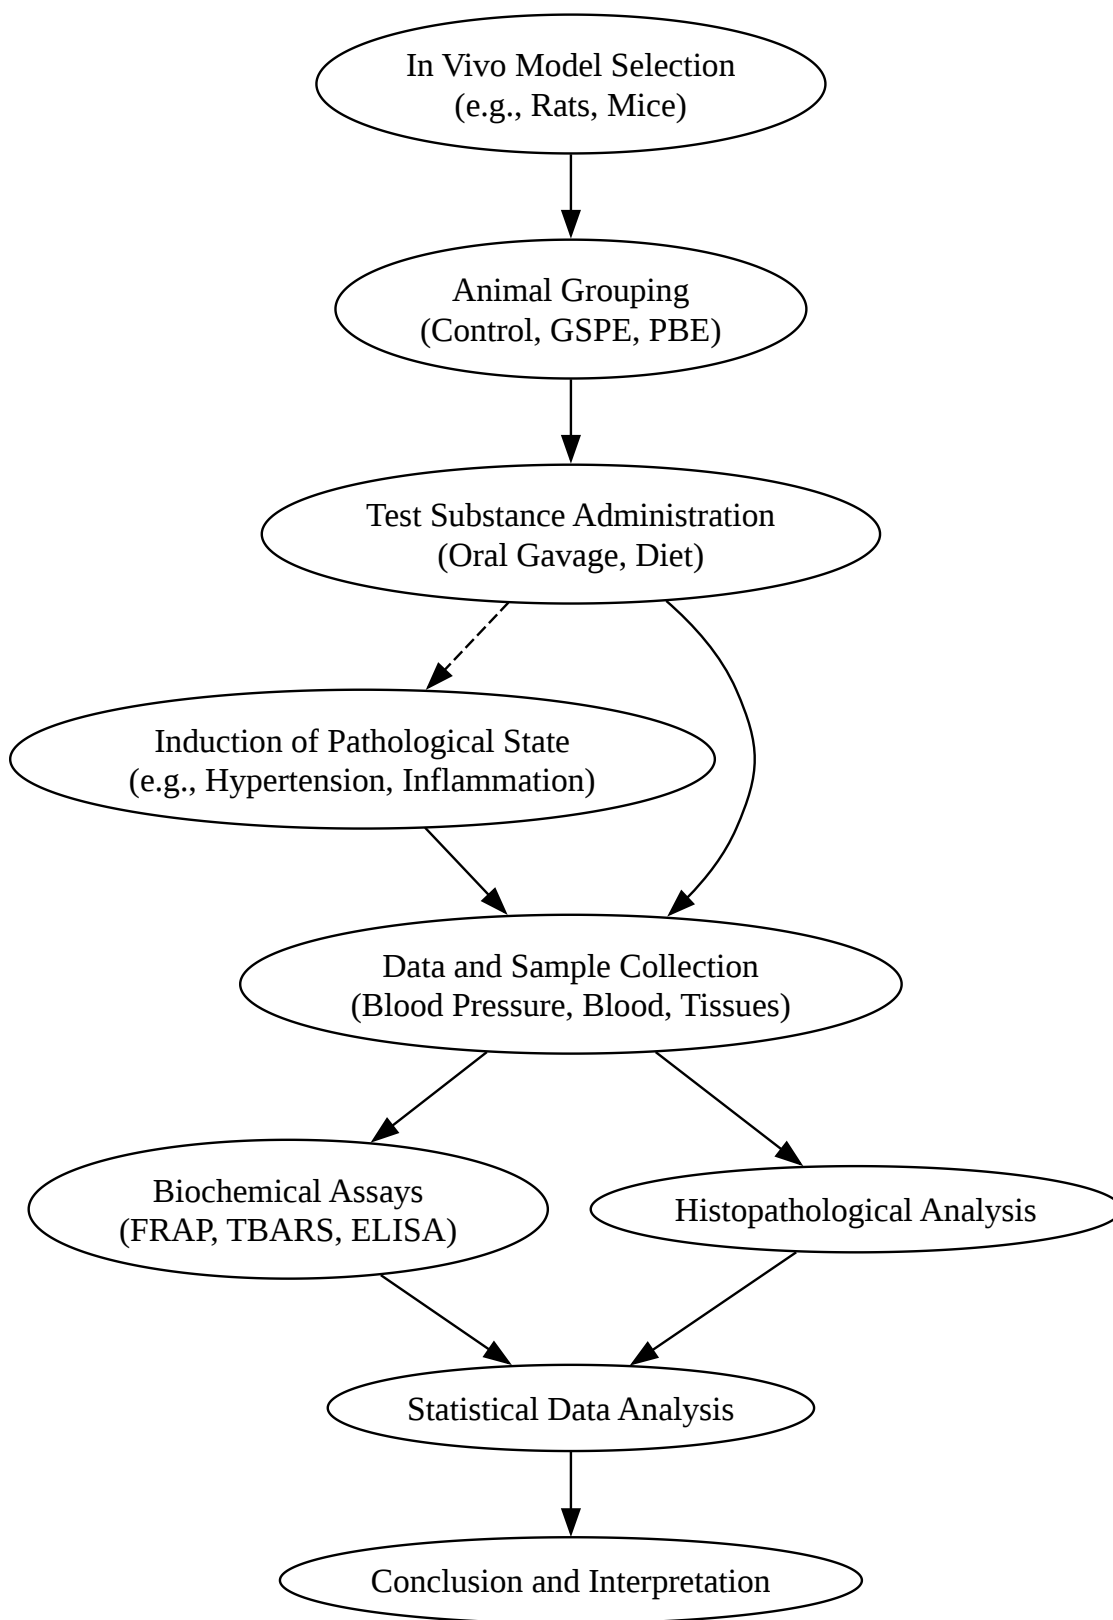 In Vivo Model Selection
(e.g., Rats, Mice)
Animal Grouping
(Control, GSPE, PBE)
Test Substance Administration
(Oral Gavage, Diet)
Induction of Pathological State
(e.g., Hypertension, Inflammation)
Data and Sample Collection
(Blood Pressure, Blood, Tissues)
Biochemical Assays
(FRAP, TBARS, ELISA)
Histopathological Analysis
Statistical Data Analysis
Conclusion and Interpretation